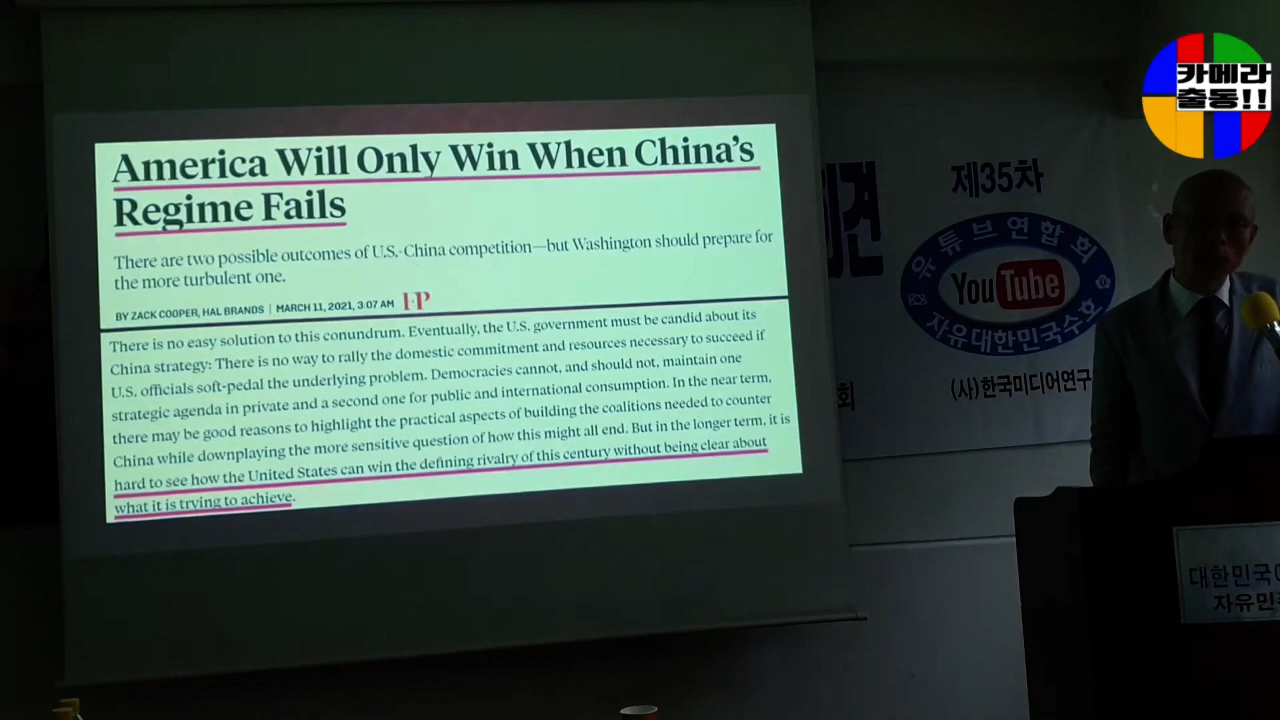 카메라
출동!!
America Will Only Win When China's
Regime Fails
There are two possible outcomes of U.S.-China competition—but Washington should prepare for
the more turbulent one.
BY ZACK COOPER, HAL BRANDS | MARCH 11, 2021, 3:07 AM FP
There is no easy solution to this conundrum. Eventually, the U.S. government must be candid about its
China strategy: There is no way to rally the domestic commitment and resources necessary to succeed if
U.S. officials soft-pedal the underlying problem. Democracies cannot, and should not, maintain one
strategic agenda in private and a second one for public and international consumption. In the near term,
there may be good reasons to highlight the practical aspects of building the coalitions needed to counter
China while downplaying the more sensitive question of how this might all end. But in the longer term, it is
hard to see how the United States can win the defining rivalry of this century without being clear about
what it is trying to achieve.
회견
제35차
유튜브연합회
YouTube
자유대한민국수호
회
(사)한국미디어연구
대한민국
자유민